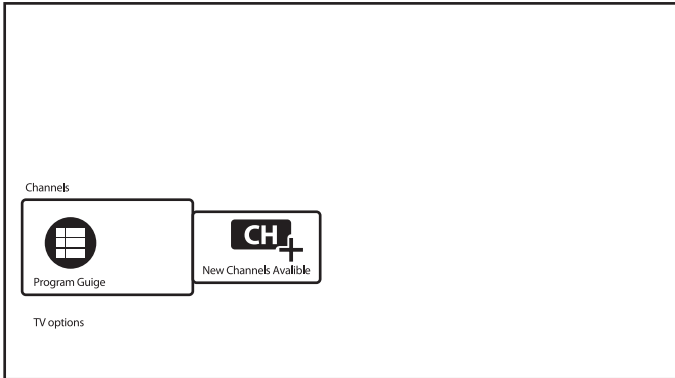 Channels
CH
New Channels Avalible
Program Guige
TV options